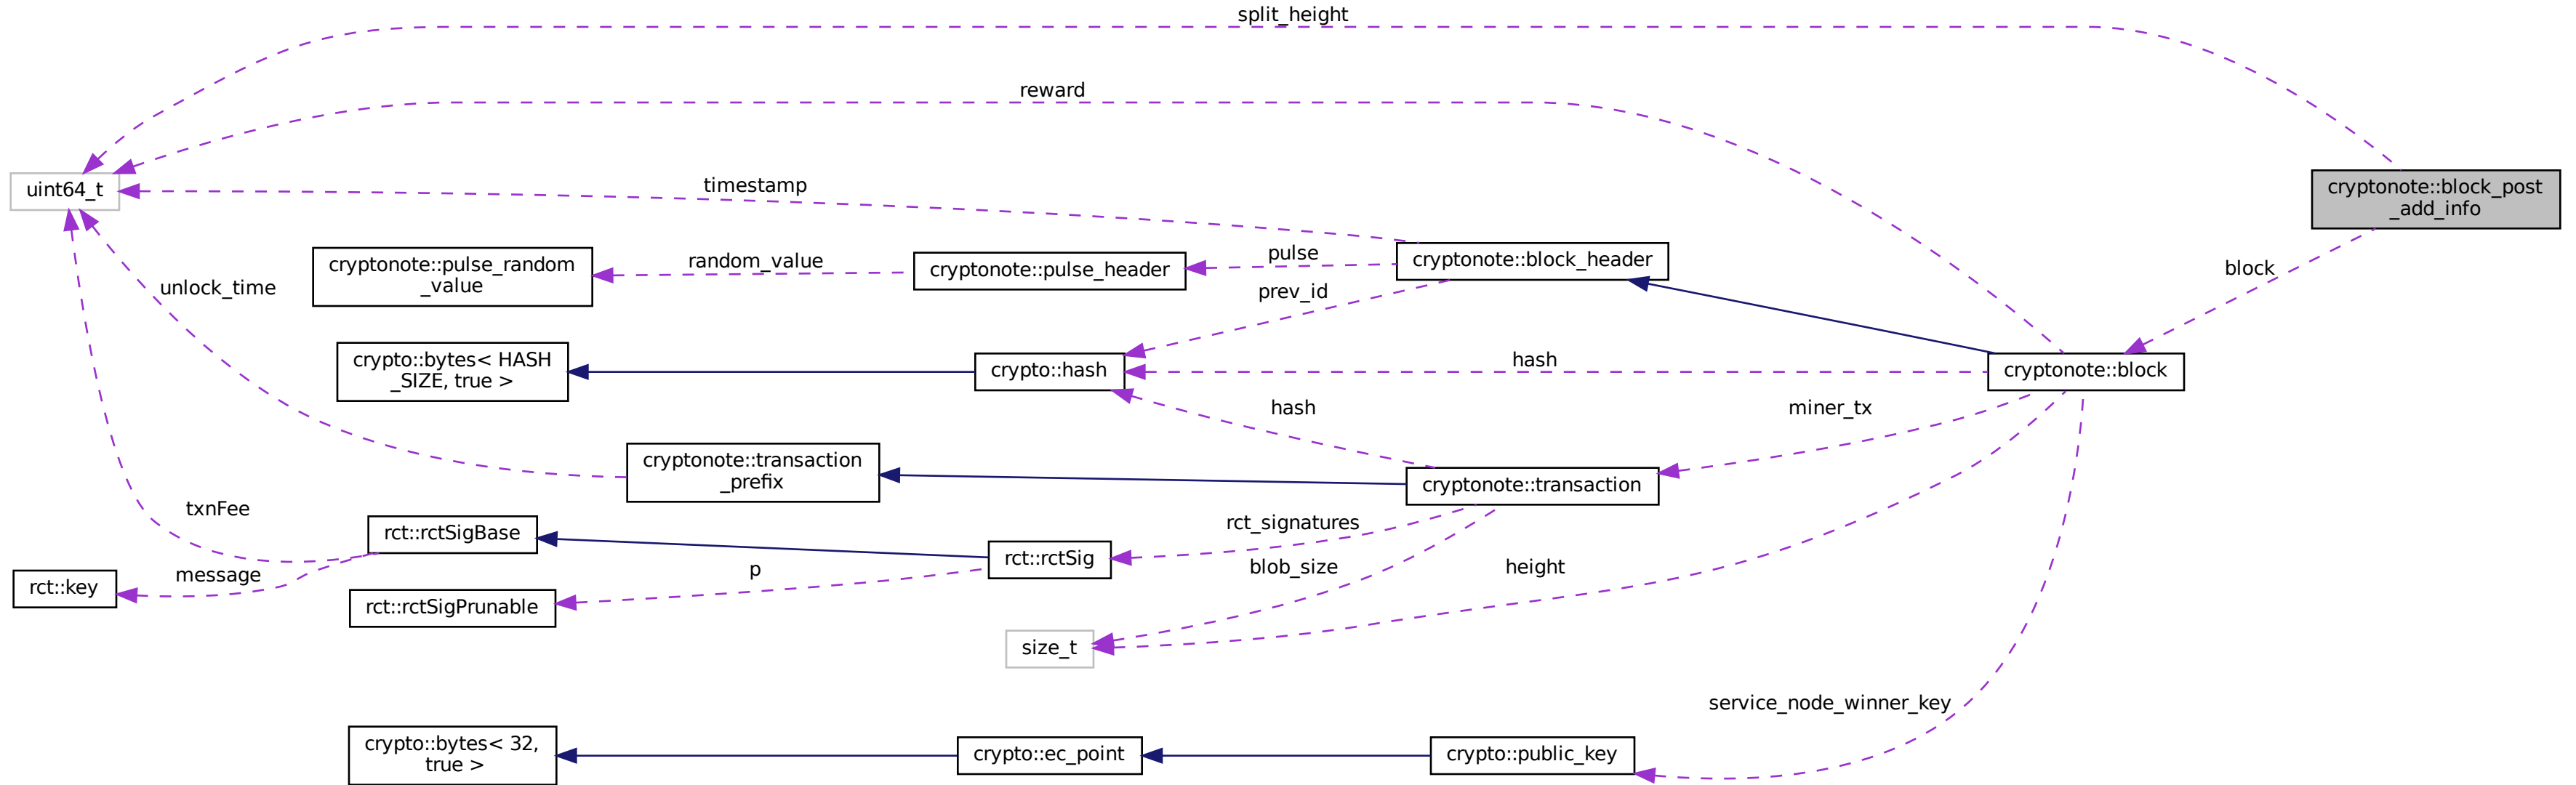 split_height
reward
timestamp
uint64_t
cryptonote::block_post
_add_info
cryptonote::pulse_random
_value
random_value
cryptonote::pulse_header
pulse
cryptonote::block_header
block
unlock_time
prev_id
crypto::bytes< HASH
_SIZE, true >
crypto::hash
hash
cryptonote::block
hash
miner_tx
cryptonote::transaction
_prefix
cryptonote::transaction
txnFee
rct::rctSigBase
rct_signatures
rct::rctSig
blob_size
height
rct::key
message
p
rct::rctSigPrunable
size_t
service_node_winner_key
crypto::bytes< 32,
true >
crypto::ec_point
crypto::public_key